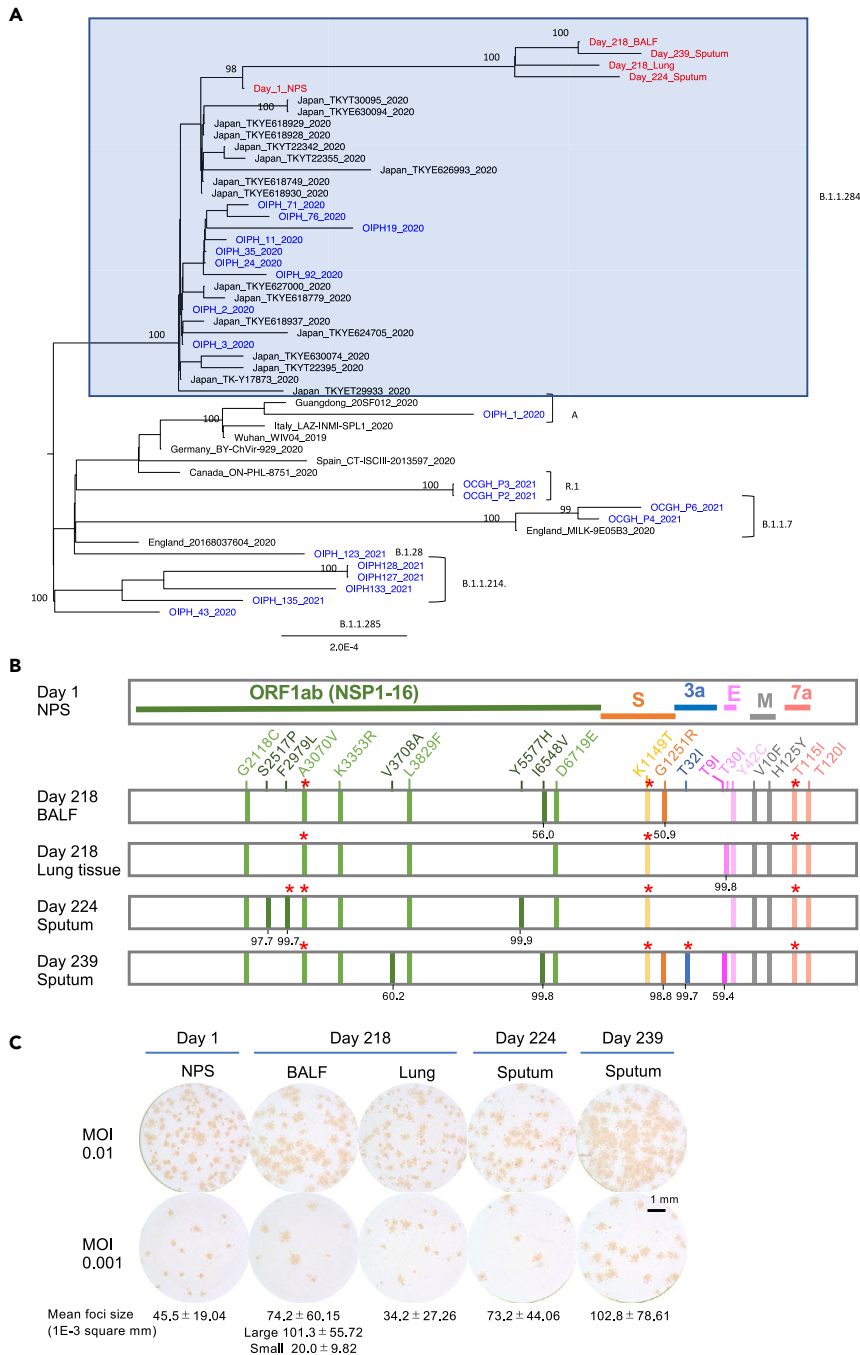 A
100
Day_218_BALF
Day_239_Sputum
100
Day_218_Lung
98
Day_224_Sputum
Day_1_NPS
Japan_TKYT30095_2020
100
Japan_TKYE630094_2020
Japan_TKYE618929_2020
Japan_TKYE618928_2020
Japan_TKYT22342_2020
Japan_TKYT22355_2020
Japan_TKYE626993_2020
Japan_TKYE618749_2020
Japan_TKYE618930_2020
B.1.1.284
OIPH_71_2020
OIPH_76_2020
OIPH19_2020
OIPH_11_2020
OIPH_35_2020
OIPH_24_2020
OIPH_92_2020
Japan_TKYE627000_2020
Japan_TKYE618779_2020
OIPH_2_2020
Japan_TKYE618937_2020
Japan_TKYE624705_2020
100
OIPH_3_2020
Japan_TKYE630074_2020
Japan_TKYT22395_2020
Japan_TK-Y17873_2020
Japan_TKYET29933_2020
Guangdong_20SF012_2020
100
OIPH_1_2020
A
Italy_LAZ-INMI-SPL1_2020
Wuhan_WIV04_2019
Germany_BY-ChVir-929_2020
Spain_CT-ISCIII-2013597_2020
Canada_ON-PHL-8751_2020
100
OCGH_P3_2021
R.1
OCGH_P2_2021
99
OCGH_P6_2021
100
OCGH_P4_2021
B.1.1.7
England_MILK-9E05B3_2020
England_20168037604_2020
OIPH_123_2021
B.1.28
100
OIPH128_2021
OIPH127_2021
B.1.1.214.
OIPH133_2021
100
OIPH_135_2021
OIPH_43_2020
B.1.1.285
2.0E-4
B
Day 1
NPS
ORF1ab (NSP1-16)
S
3a
E
M
7a
G2118C
S2517P
F2979L
A3070V
K3353R
V3708A
L3829F
Y5577H
I6548V
D6719E
K1149T
G1251R
T32I
T9I
T30I
Y42C
V10F
H125Y
T115I
T120I
* * *
Day 218
BALF
56.0
50.9
* * *
Day 218
Lung tissue
99.8
* * * *
Day 224
Sputum
97.7
99.7
99.9
* * * *
Day 239
Sputum
60.2
99.8
98.8
99.7
59.4
C
Day 1
Day 218
Day 224
Day 239
NPS
BALF
Lung
Sputum
Sputum
MOI
0.01
1 mm
MOI
0.001
Mean foci size
(1E-3 square mm)
45.5 ± 19.04
74.2 ± 60.15
Large 101.3 ± 55.72
Small 20.0 ± 9.82
34.2 ± 27.26
73.2 ± 44.06
102.8 ± 78.61